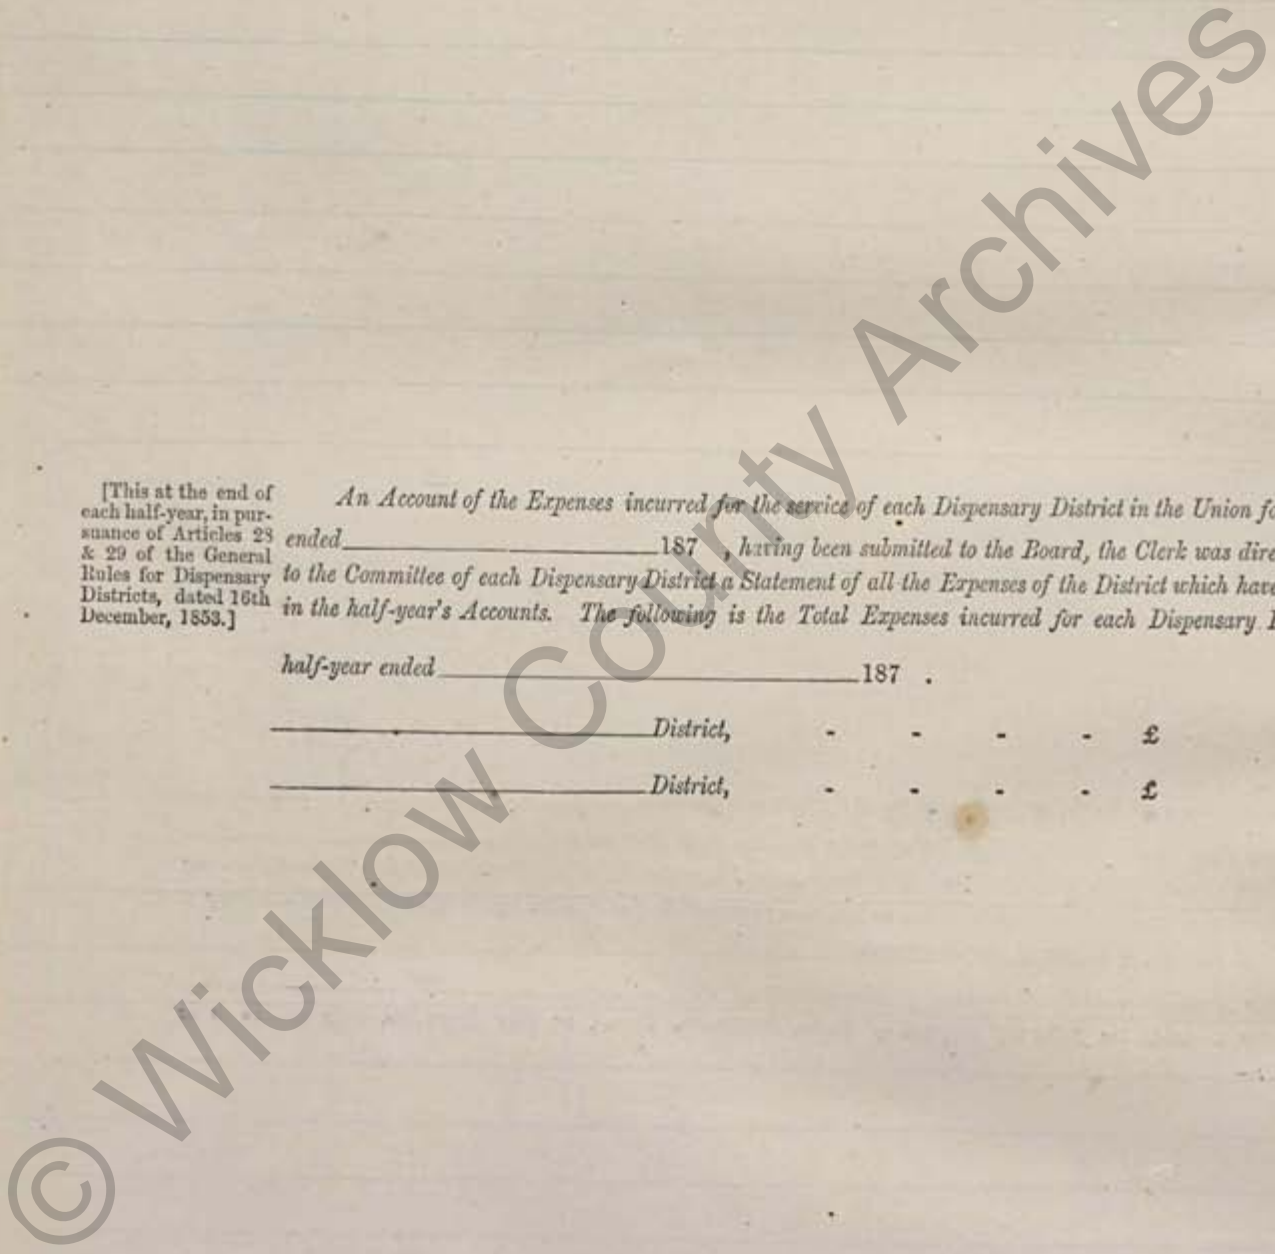 [This at the end of
each half-year, in pur-
suance of Articles 28
& 29 of the General
Rules for Dispensary
Districts, dated 16th
December, 1853.]
An Account of the Expenses incurred for the service of each Dispensary District in the Union fo
ended 187 , having been submitted to the Board, the Clerk was dire
to the Committee of each Dispensary District a Statement of all the Expenses of the District which have
in the half-year's Accounts. The following is the Total Expenses incurred for each Dispensary
half-year ended 187 .
District, - - - - £
District, - - - - £
© Wicklow County Archives